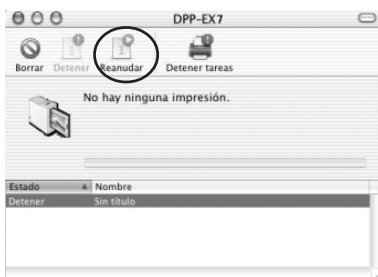 DPP-EX7
Borrar Detener Reanudar Detener tareas
No hay ninguna impresión.
Estado Nombre
Detener Sin título